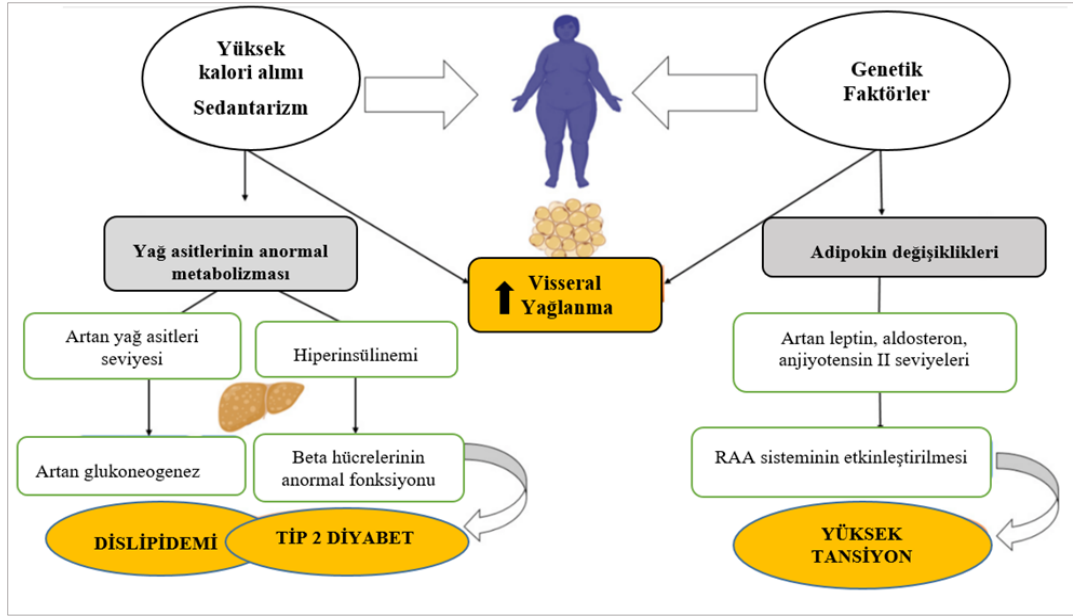 Yüksek
kalori alımı
Sedantarizm
Genetik
Faktörler
Yağ asitlerinin anormal
metabolizması
Visseral
Yağlanma
Adipokin değişiklikleri
Artan yağ asitleri
seviyesi
Hiperinsülinemi
Artan leptin, aldosteron,
anjiyotensin II seviyeleri
Artan glukoneogenez
Beta hücrelerinin
anormal fonksiyonu
RAA sisteminin etkinleştirilmesi
DİSLİPİDEMİ
TİP 2 DİYABET
YÜKSEK
TANSİYON